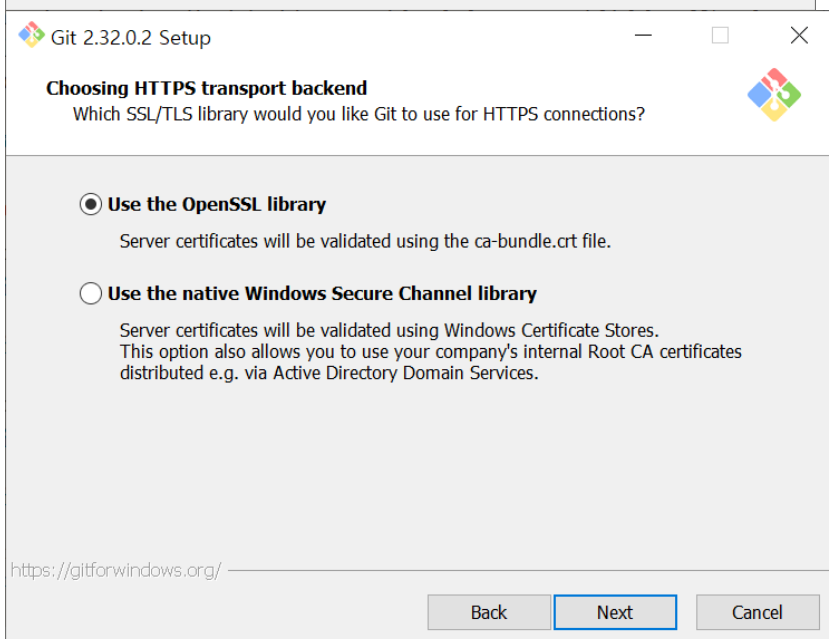 Git 2.32.0.2 Setup
Choosing HTTPS transport backend
Which SSL/TLS library would you like Git to use for HTTPS connections?
Use the OpenSSL library
Server certificates will be validated using the ca-bundle.crt file.
Use the native Windows Secure Channel library
Server certificates will be validated using Windows Certificate Stores.
This option also allows you to use your company's internal Root CA certificates
distributed e.g. via Active Directory Domain Services.
https://gitforwindows.org/
Back Next Cancel